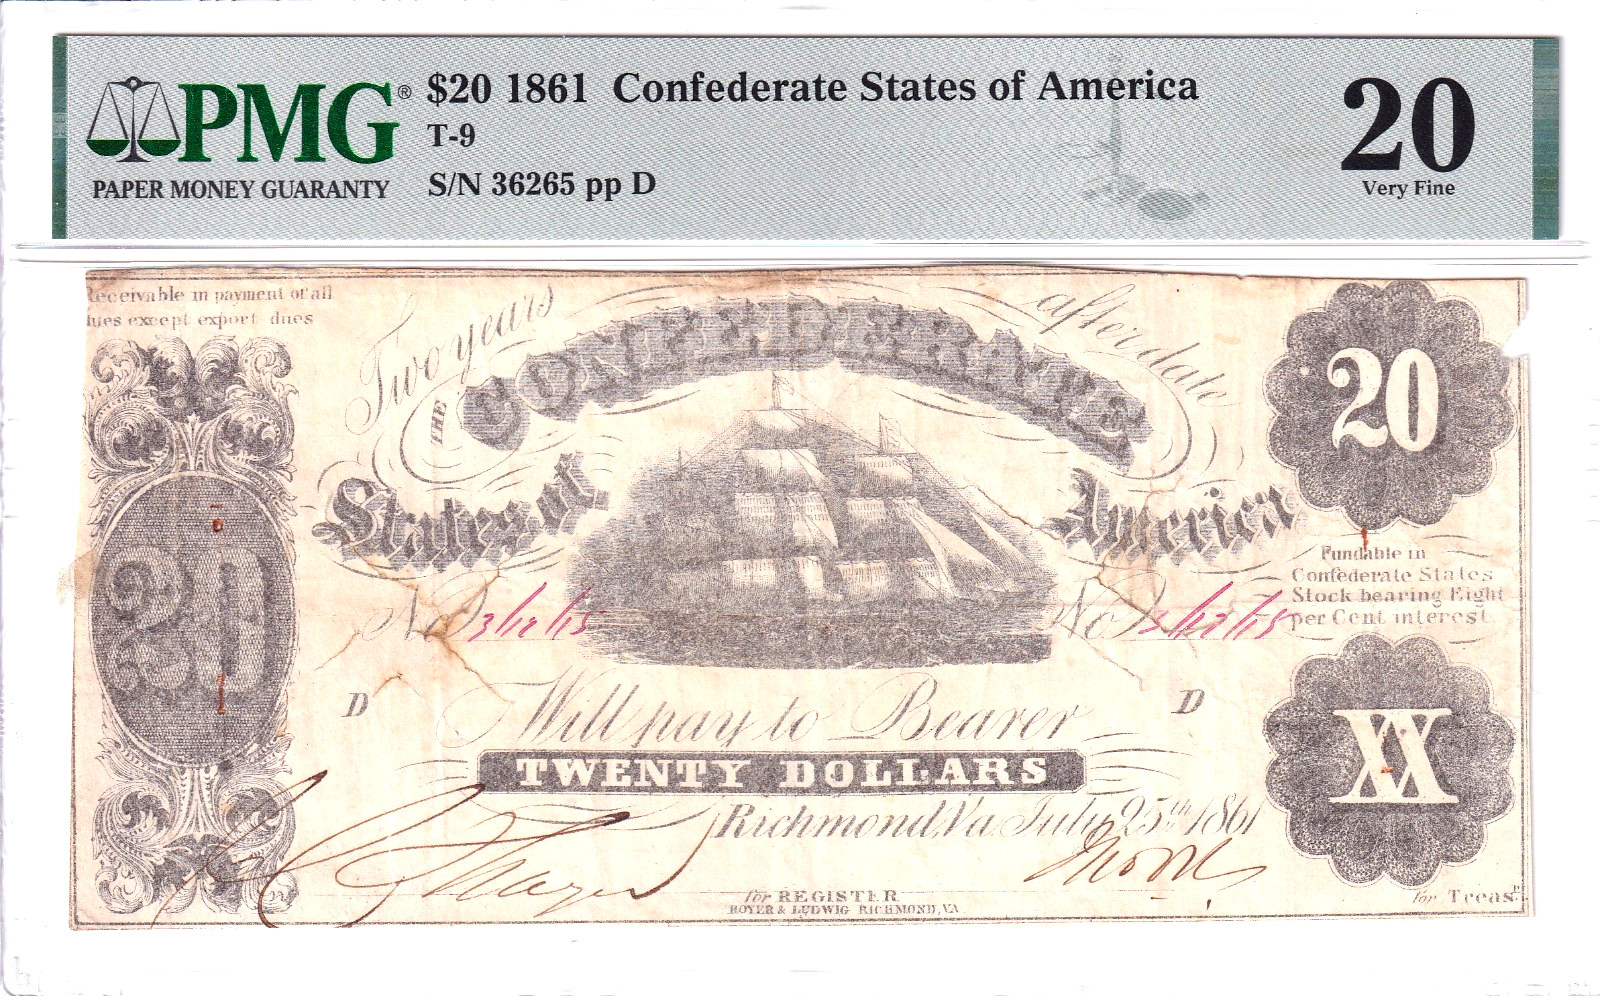 PMG®
PAPER MONEY GUARANTY
$20 1861 Confederate States of America
T-9
S/N 36265 pp D
20
Very Fine
Receivable in payment of all
dues except export dues
Two years after date
THE CONFEDERATE
States of America
20
20
Fundable in
Confederate States
Stock bearing Eight
per Cent interest
No
No
D
D
Will pay to Bearer
TWENTY DOLLARS
XX
Richmond, Va July 25th 1861
for REGISTER
HOYER & LUDWIG RICHMOND, VA
for Treasr